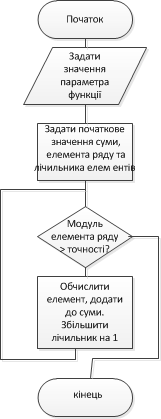 Початок
Задати
значення
параметра
функції
Задати початкове
значення суми,
елемента ряду та
лічильника елем ентів
Модуль
елемента ряду
> точності?
Обчислити
елемент, додати
до суми.
Збільшити
лічильник на 1
кінець